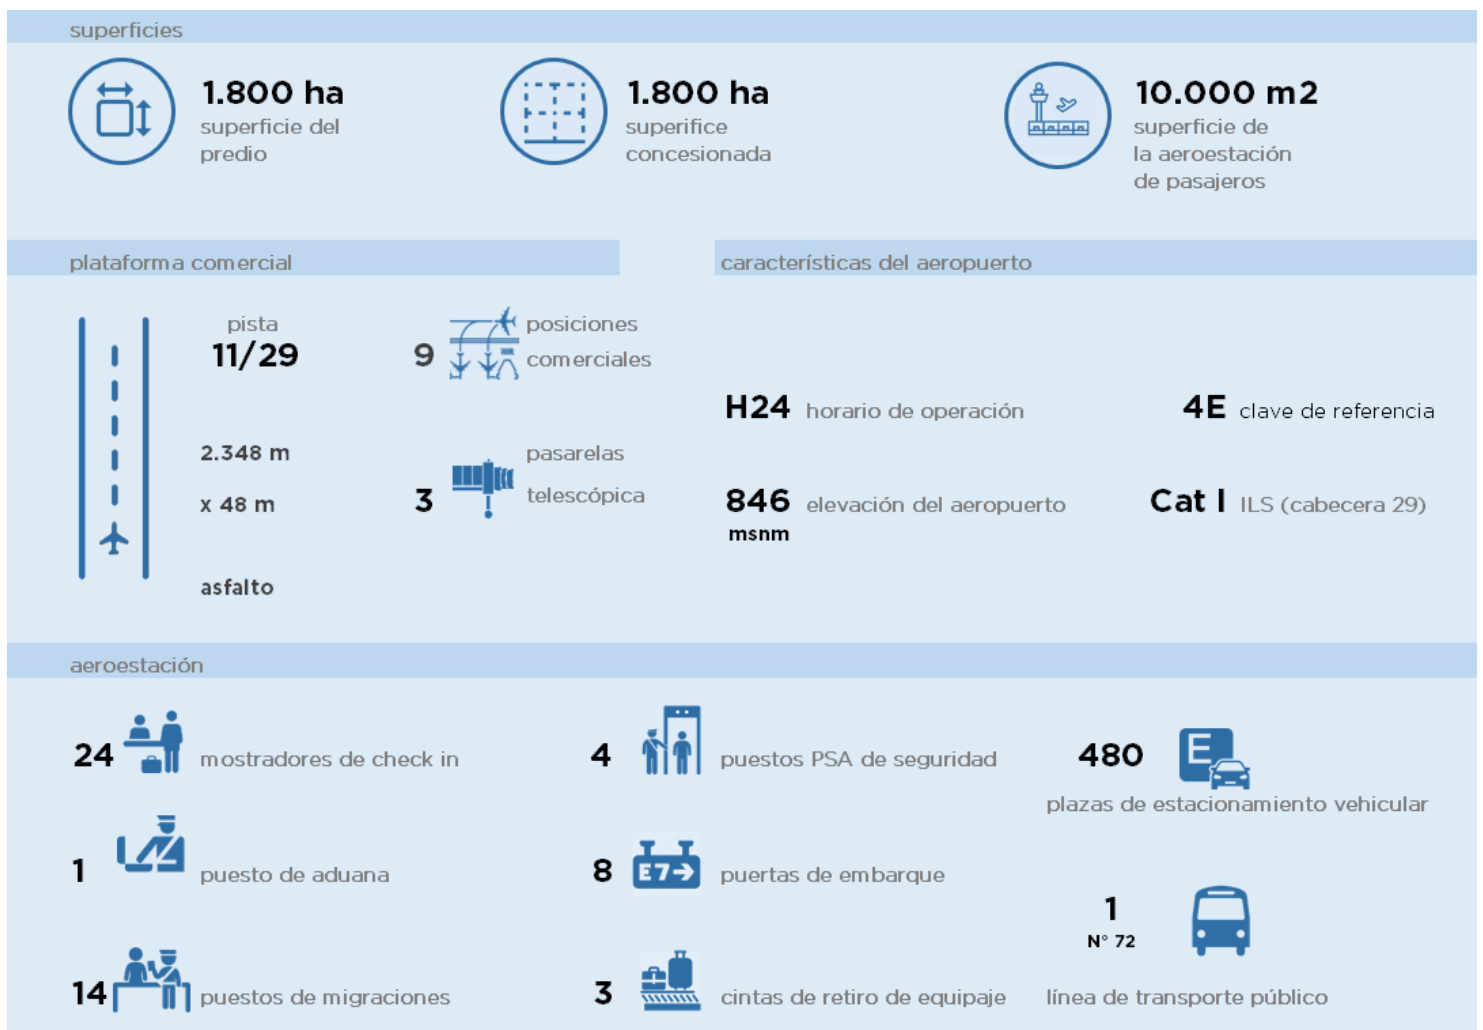 superficies
1.800 ha
superficie del
predio
1.800 ha
superifice
concesionada
10.000 m2
superficie de
la aeroestación
de pasajeros
plataforma comercial
pista
11/29
2.348 m
x 48 m
asfalto
9
posiciones
comerciales
3
pasarelas
telescópica
características del aeropuerto
H24 horario de operación
4E clave de referencia
846 elevación del aeropuerto
msnm
Cat I ILS (cabecera 29)
aeroestación
24 mostradores de check in
1 puesto de aduana
14 puestos de migraciones
4 puestos PSA de seguridad
8 E7→ puertas de embarque
3 cintas de retiro de equipaje
480 E
plazas de estacionamiento vehicular
1
N° 72
línea de transporte público